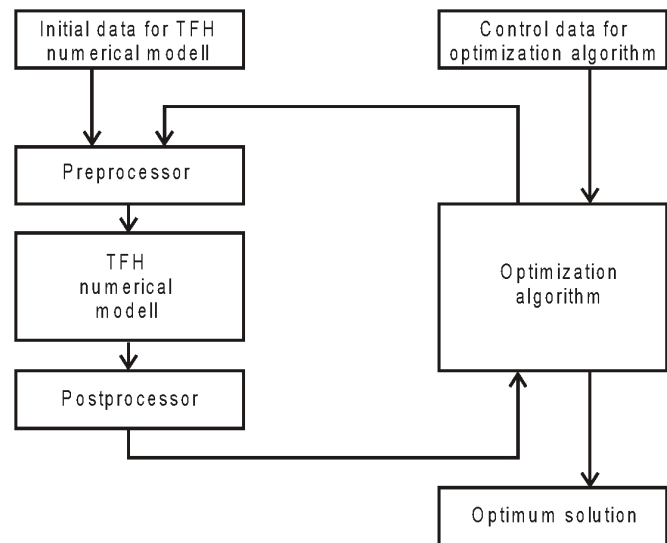 Initial data for TFH
numerical modell
Control data for
optimization algorithm
Preprocessor
TFH
numerical
modell
Optimization
algorithm
Postprocessor
Optimum solution